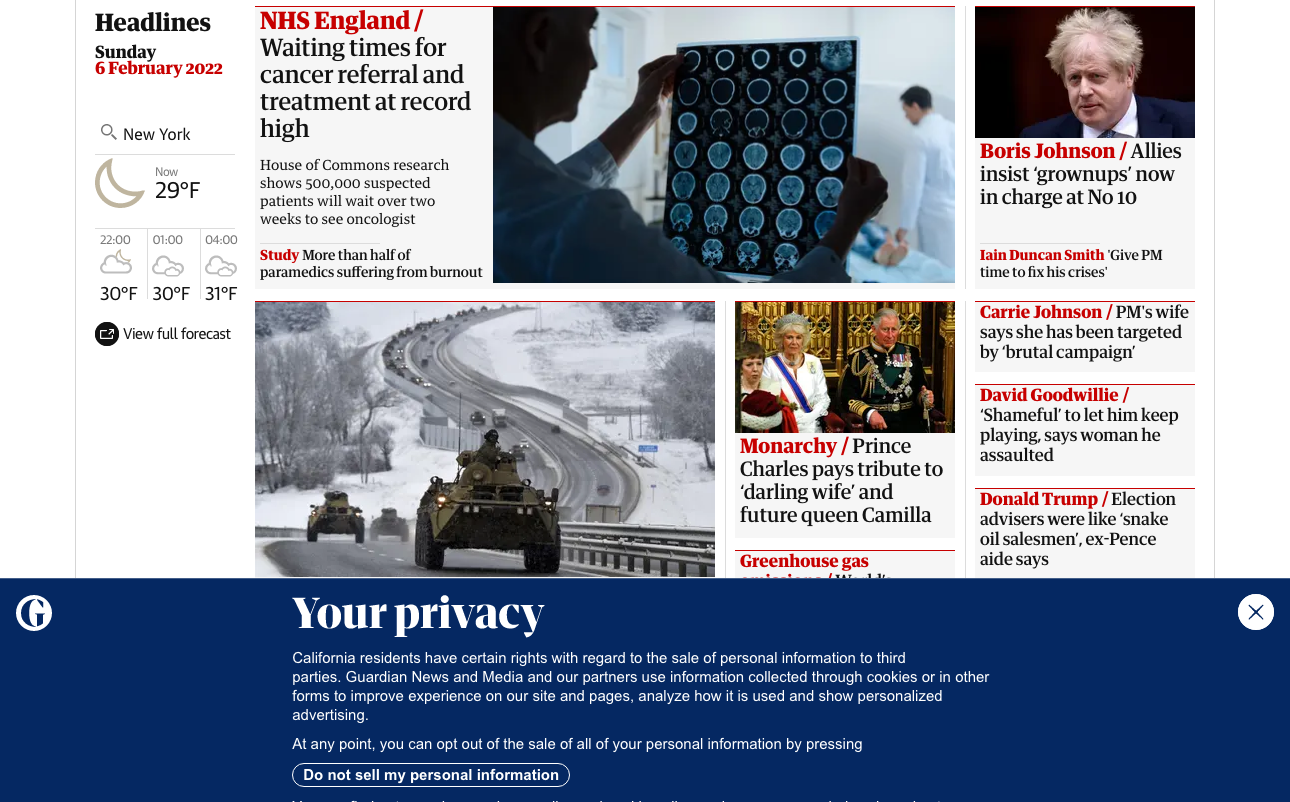 Headlines
Sunday
6 February 2022
New York
Now
29°F
22:00
01:00
04:00
30°F
30°F
31°F
View full forecast
NHS England /
Waiting times for
cancer referral and
treatment at record
high
House of Commons research
shows 500,000 suspected
patients will wait over two
weeks to see oncologist
Study More than half of
paramedics suffering from burnout
Boris Johnson / Allies
insist ‘grownups’ now
in charge at No 10
Iain Duncan Smith 'Give PM
time to fix his crises'
Monarchy / Prince
Charles pays tribute to
‘darling wife’ and
future queen Camilla
Greenhouse gas
emissions / World's
Carrie Johnson / PM's wife
says she has been targeted
by ‘brutal campaign’
David Goodwillie /
‘Shameful’ to let him keep
playing, says woman he
assaulted
Donald Trump / Election
advisers were like ‘snake
oil salesmen’, ex-Pence
aide says
Your privacy
California residents have certain rights with regard to the sale of personal information to third
parties. Guardian News and Media and our partners use information collected through cookies or in other
forms to improve experience on our site and pages, analyze how it is used and show personalized
advertising.
At any point, you can opt out of the sale of all of your personal information by pressing
Do not sell my personal information